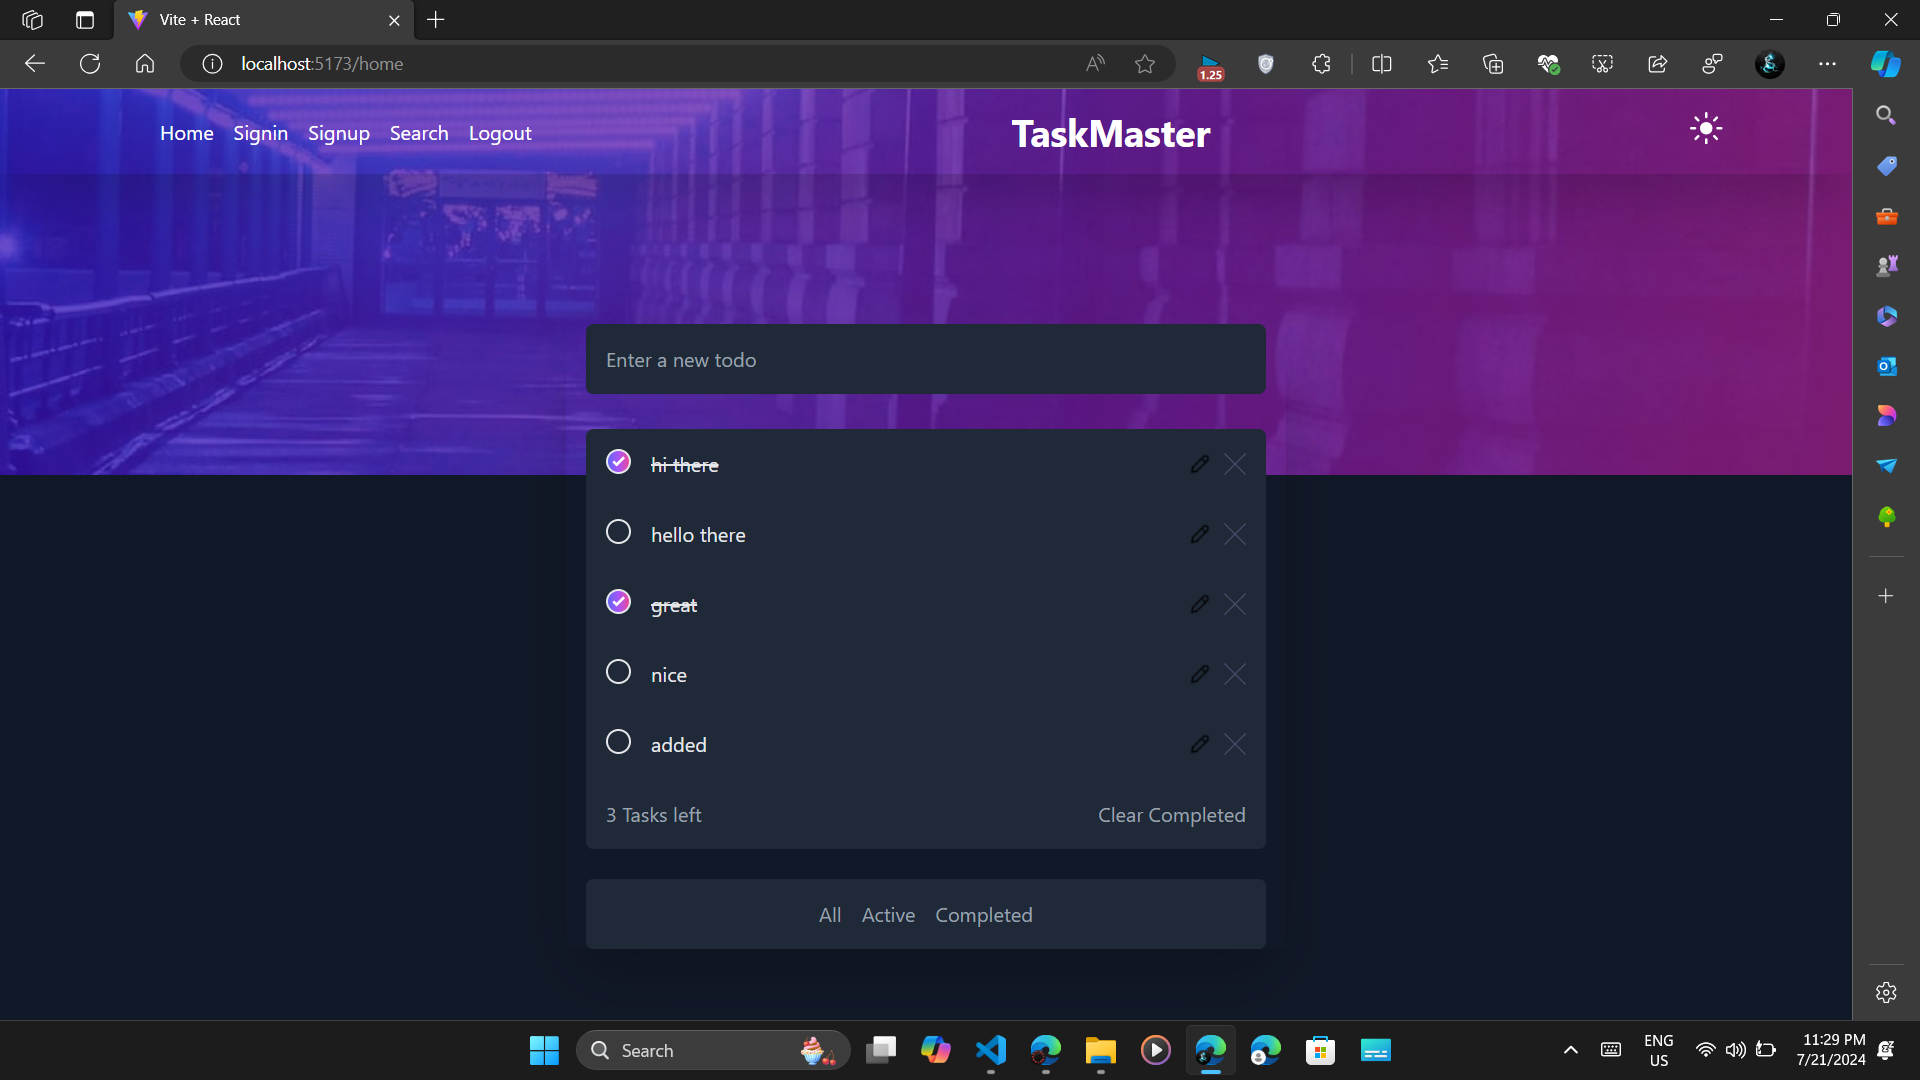 Vite + React
localhost:5173/home
1.25
Home Signin Signup Search Logout
TaskMaster
Enter a new todo
hi there
hello there
great
nice
added
3 Tasks left
Clear Completed
All Active Completed
Search
ENG
US
11:29 PM
7/21/2024